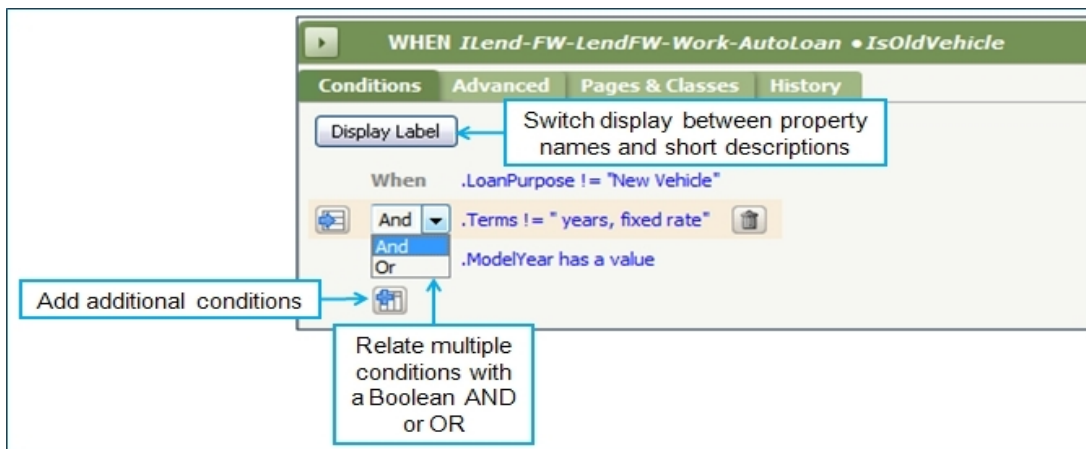 WHEN ILend-FW-LendFW-Work-AutoLoan • IsOldVehicle
Conditions Advanced Pages & Classes History
Display Label
Switch display between property
names and short descriptions
When .LoanPurpose != "New Vehicle"
And .Terms != " years, fixed rate"
And
Or
.ModelYear has a value
Add additional conditions
Relate multiple
conditions with
a Boolean AND
or OR